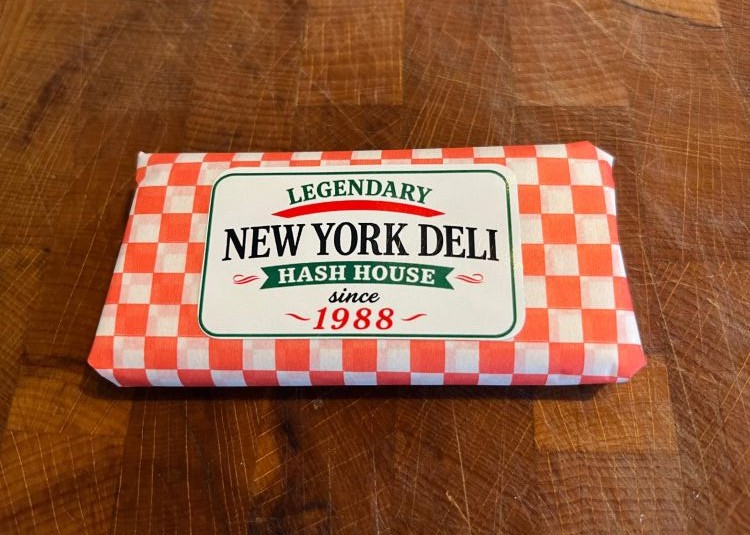 LEGENDARY
NEW YORK DELI
HASH HOUSE
since
1988